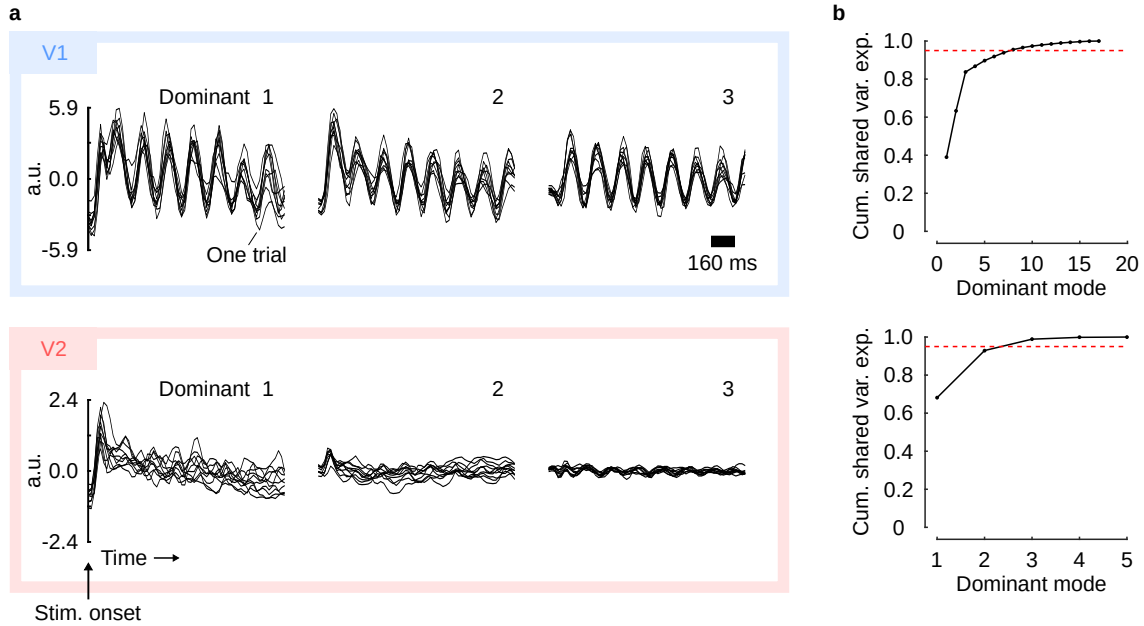 a
V1
Dominant 1
2
3
5.9
0.0
-5.9
a.u.
One trial
160 ms
V2
Dominant 1
2
3
2.4
0.0
-2.4
a.u.
Time
Stim. onset
b
Cum. shared var. exp.
1.0
0.8
0.6
0.4
0.2
0
0 5 10 15 20
Dominant mode
Cum. shared var. exp.
1.0
0.8
0.6
0.4
0.2
0
1 2 3 4 5
Dominant mode